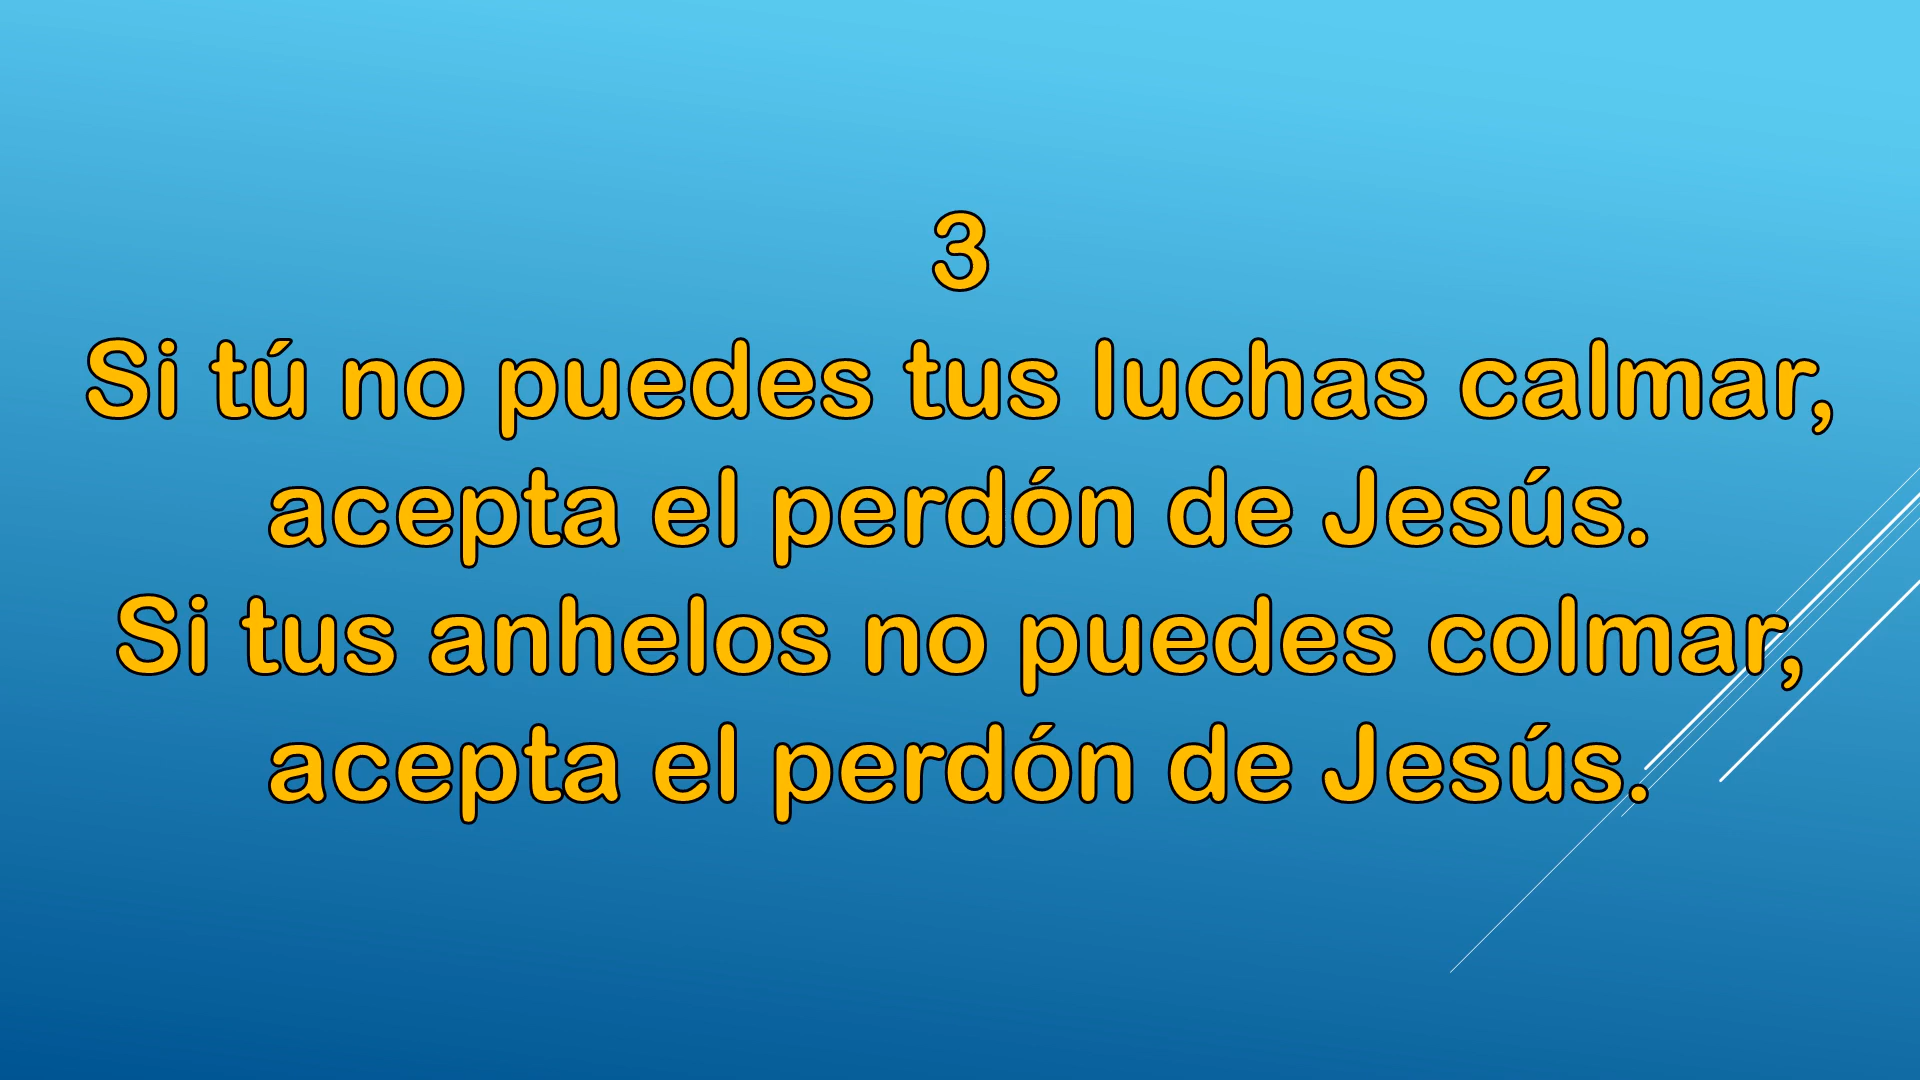 3
Si tú no puedes tus luchas calmar,
acepta el perdón de Jesús.
Si tus anhelos no puedes colmar,
acepta el perdón de Jesús.